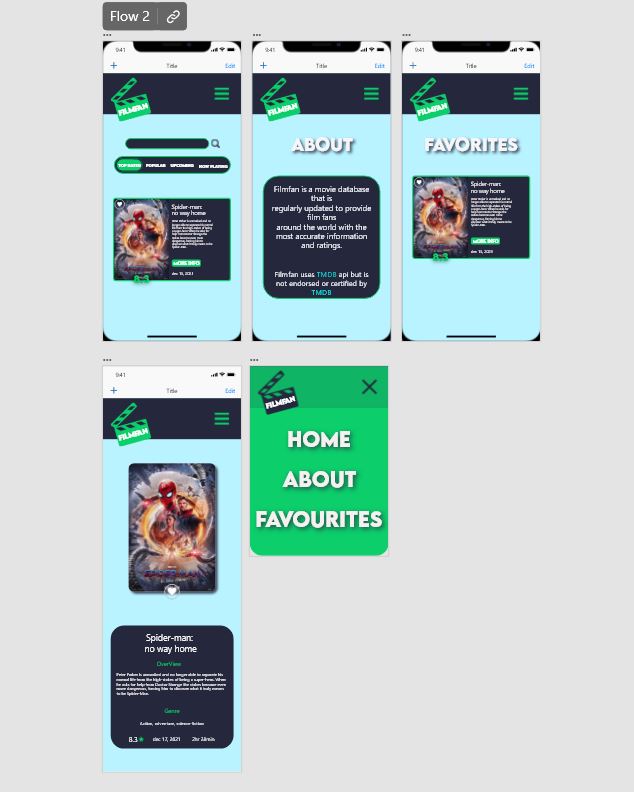 Flow 2
9:41
Title
Edit
FILMFAN
TOP RATED
POPULAR
UPCOMING
NOW PLAYING
Spider-man:
no way home
MORE INFO
dec 15, 2021
8.3
9:41
Title
Edit
FILMFAN
ABOUT
Filmfan is a movie database
that is
regularly updated to provide
film fans
around the world with the
most accurate information
and ratings.
Filmfan uses TMDB api but is
not endorsed or certified by
TMDB
9:41
Title
Edit
FILMFAN
FAVORITES
Spider-man:
no way home
MORE INFO
dec 15, 2021
8.3
9:41
Title
Edit
FILMFAN
Spider-man:
no way home
OverView
Peter Parker is unmasked and no longer able to separate his
normal life from the high-stakes of being a super-hero. When
he asks for help from Doctor Strange the stakes become even
more dangerous, forcing him to discover what it truly means
to be Spider-Man.
Genre
Action, adventure, science-fiction
8.3
dec 17, 2021
2hr 28min
FILMFAN
HOME
ABOUT
FAVOURITES